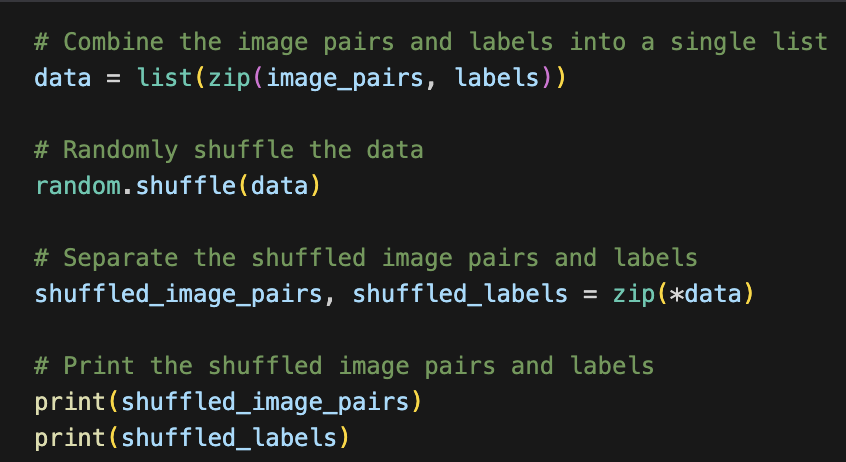 # Combine the image pairs and labels into a single list
data = list(zip(image_pairs, labels))
# Randomly shuffle the data
random.shuffle(data)
# Separate the shuffled image pairs and labels
shuffled_image_pairs, shuffled_labels = zip(*data)
# Print the shuffled image pairs and labels
print(shuffled_image_pairs)
print(shuffled_labels)